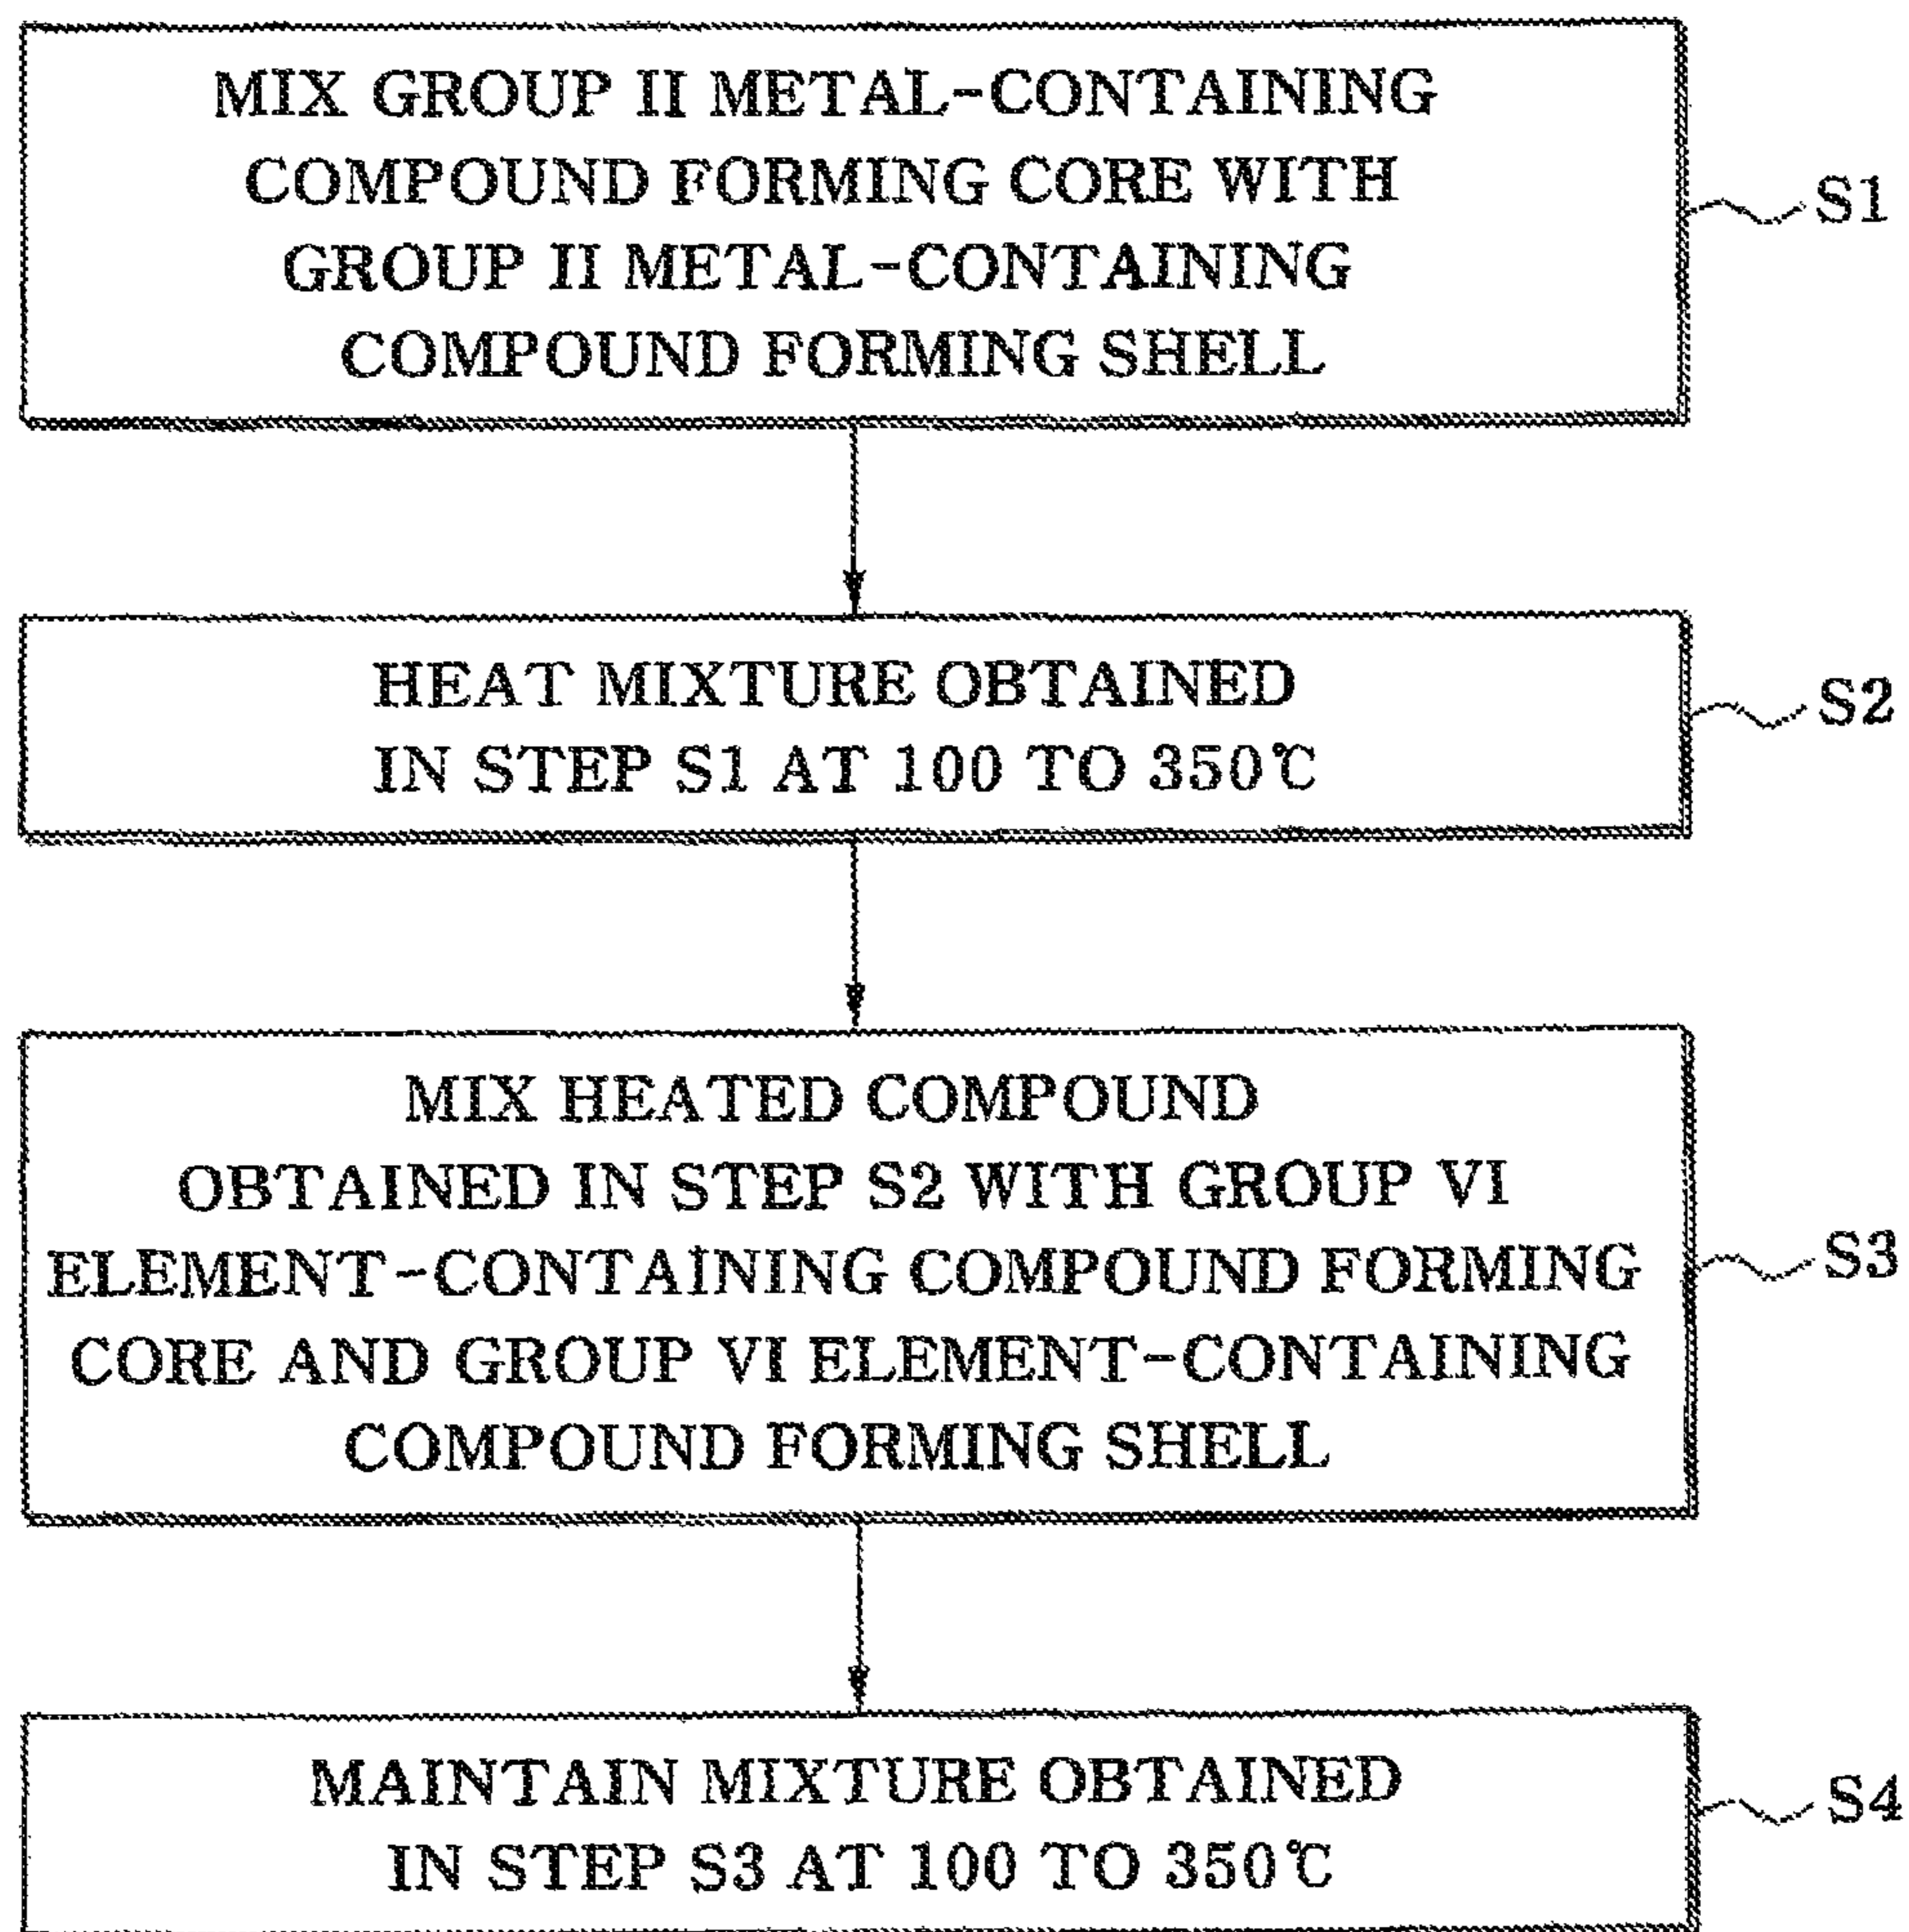 MIX GROUP II METAL-CONTAINING
COMPOUND FORMING CORE WITH
GROUP II METAL-CONTAINING
COMPOUND FORMING SHELL
S1
HEAT MIXTURE OBTAINED
IN STEP S1 AT 100 TO 350℃
S2
MIX HEATED COMPOUND
OBTAINED IN STEP S2 WITH GROUP VI
ELEMENT-CONTAINING COMPOUND FORMING
CORE AND GROUP VI ELEMENT-CONTAINING
COMPOUND FORMING SHELL
S3
MAINTAIN MIXTURE OBTAINED
IN STEP S3 AT 100 TO 350℃
S4